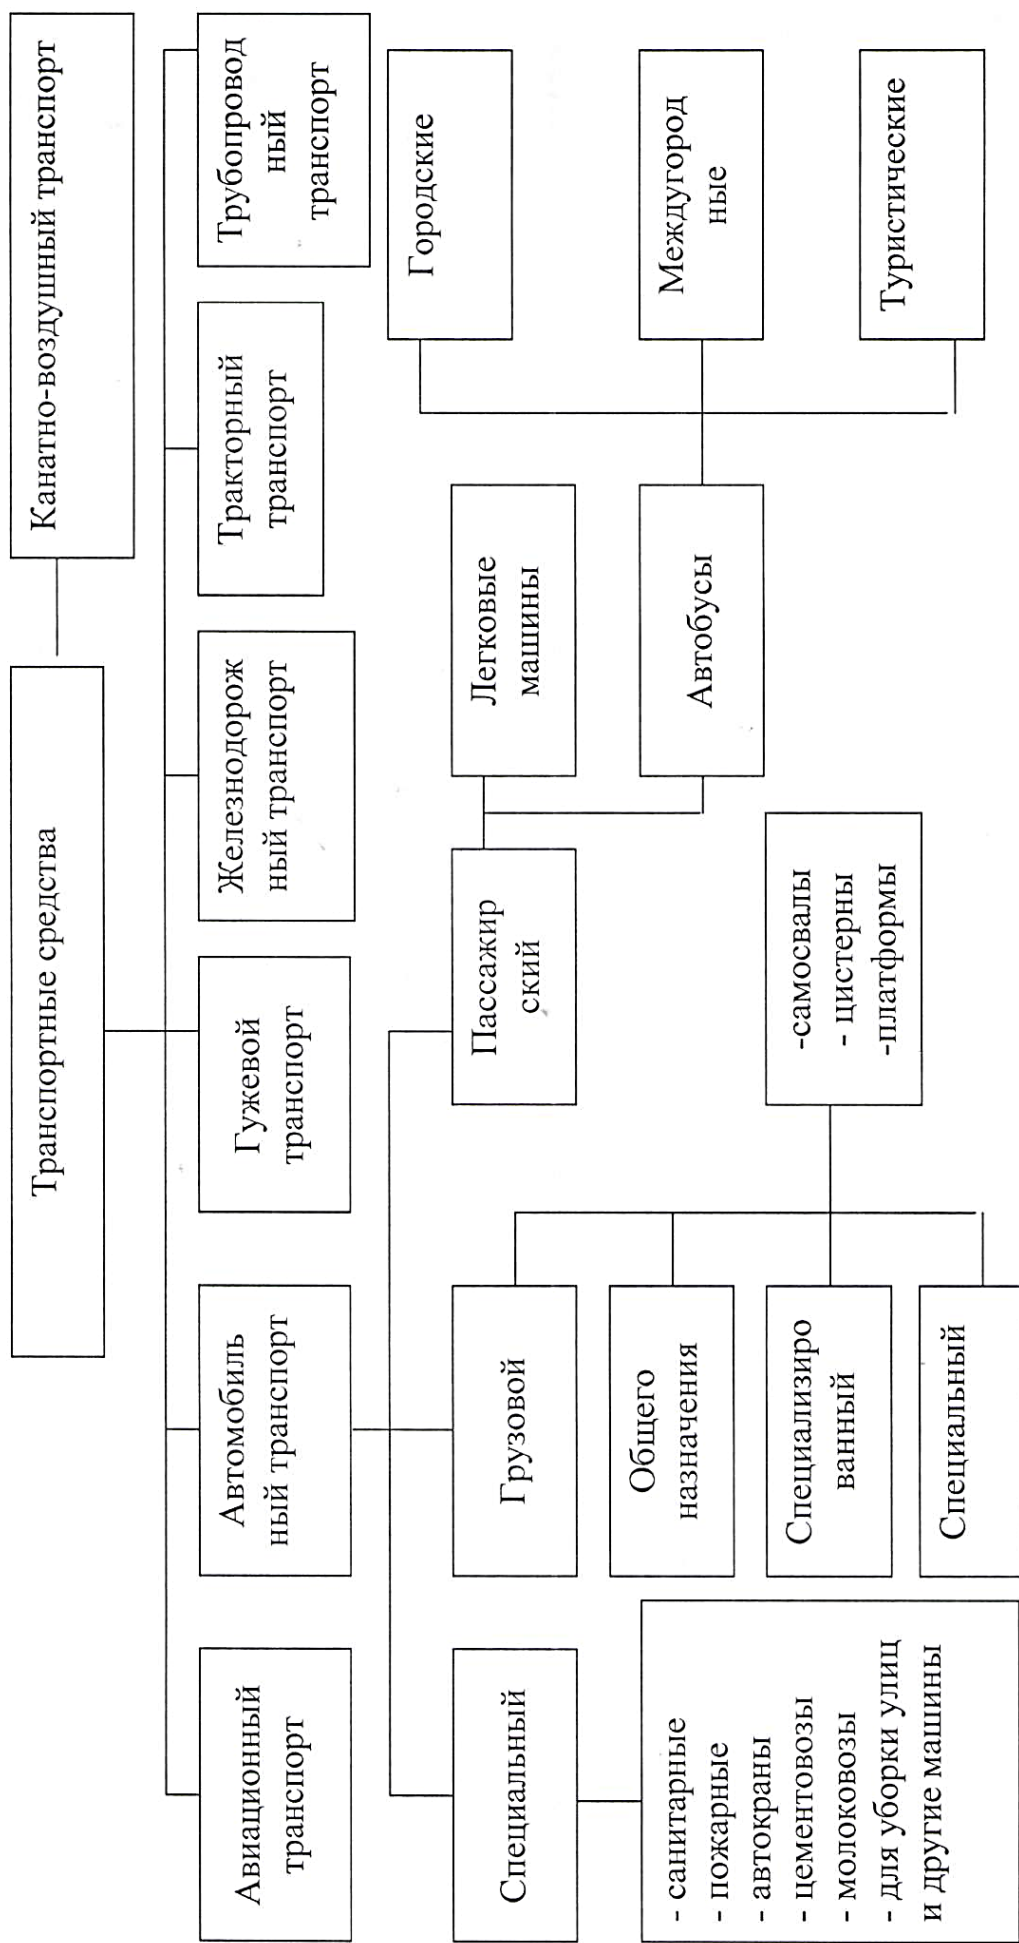 Транспортные средства
Канатно-воздушный транспорт
Авиационный
транспорт
Автомобиль
ный транспорт
Гужевой
транспорт
Железнодорож
ный транспорт
Тракторный
транспорт
Трубопровод
ный
транспорт
Специальный
Грузовой
Пассажир
ский
Легковые
машины
Городские
- санитарные
- пожарные
- автокраны
- цементовозы
- молоковозы
- для уборки улиц
и другие машины
Общего
назначения
Автобусы
Междугород
ные
Специализиро
ванный
-самосвалы
- цистерны
-платформы
Туристические
Специальный